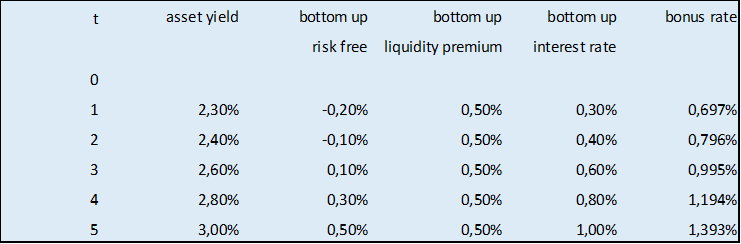 t asset yield bottom up bottom up bottom up bonus rate
risk free liquidity premium interest rate
0
1 2,30% -0,20% 0,50% 0,30% 0,697%
2 2,40% -0,10% 0,50% 0,40% 0,796%
3 2,60% 0,10% 0,50% 0,60% 0,995%
4 2,80% 0,30% 0,50% 0,80% 1,194%
5 3,00% 0,50% 0,50% 1,00% 1,393%